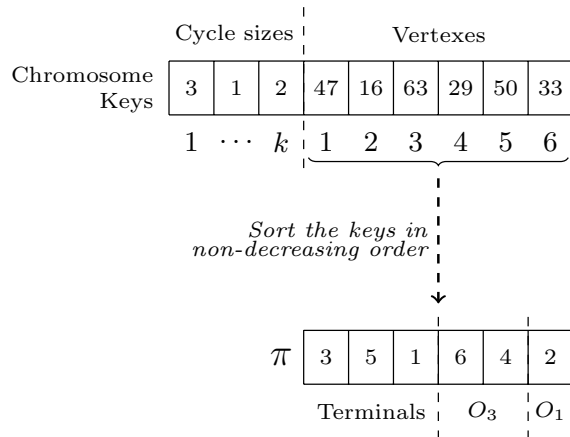 Cycle sizes Vertexes
Chromosome
Keys
3 1 2 47 16 63 29 50 33
1 ⋯ k 1 2 3 4 5 6
Sort the keys in
non-decreasing order
π 3 5 1 6 4 2
Terminals O₃ O₁